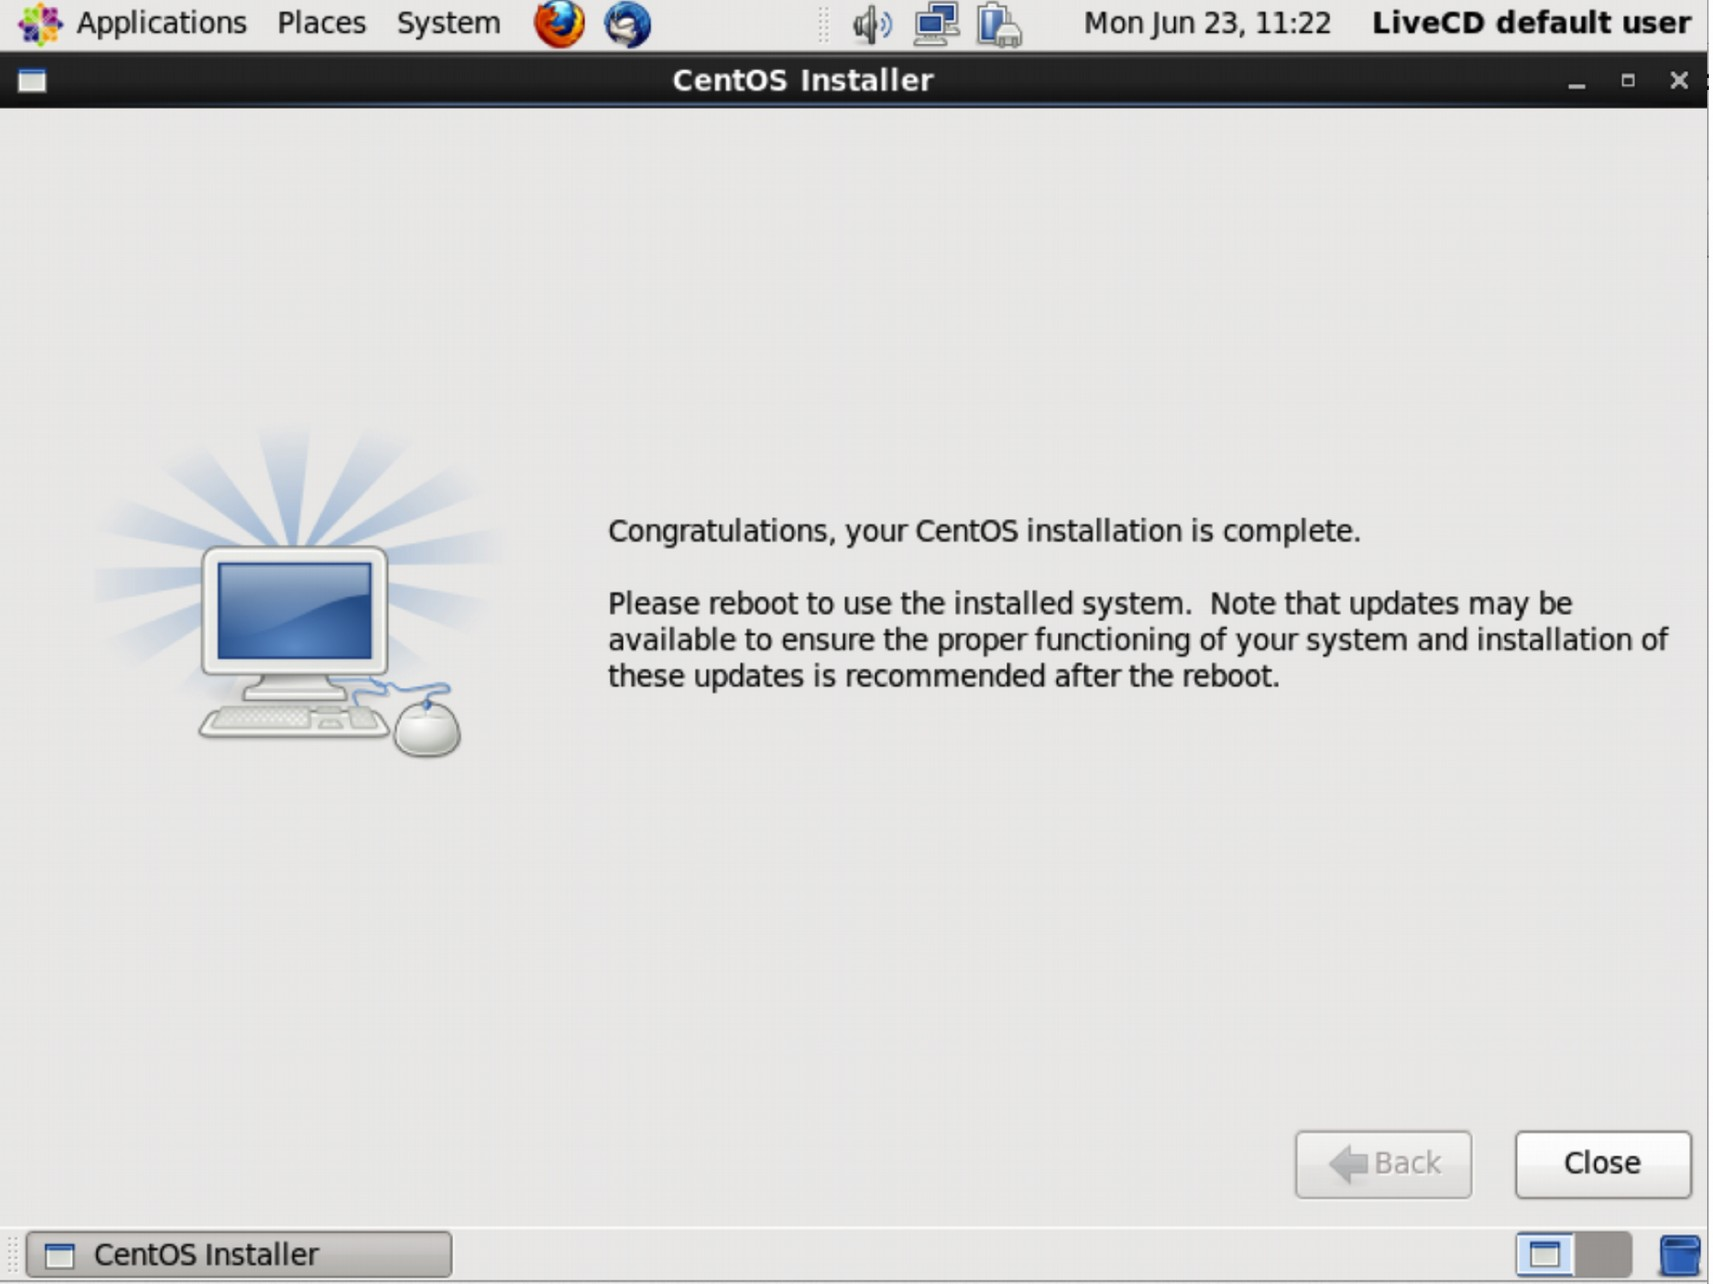 Applications Places System Mon Jun 23, 11:22 LiveCD default user
CentOS Installer
Congratulations, your CentOS installation is complete.
Please reboot to use the installed system.  Note that updates may be
available to ensure the proper functioning of your system and installation of
these updates is recommended after the reboot.
Back Close
CentOS Installer